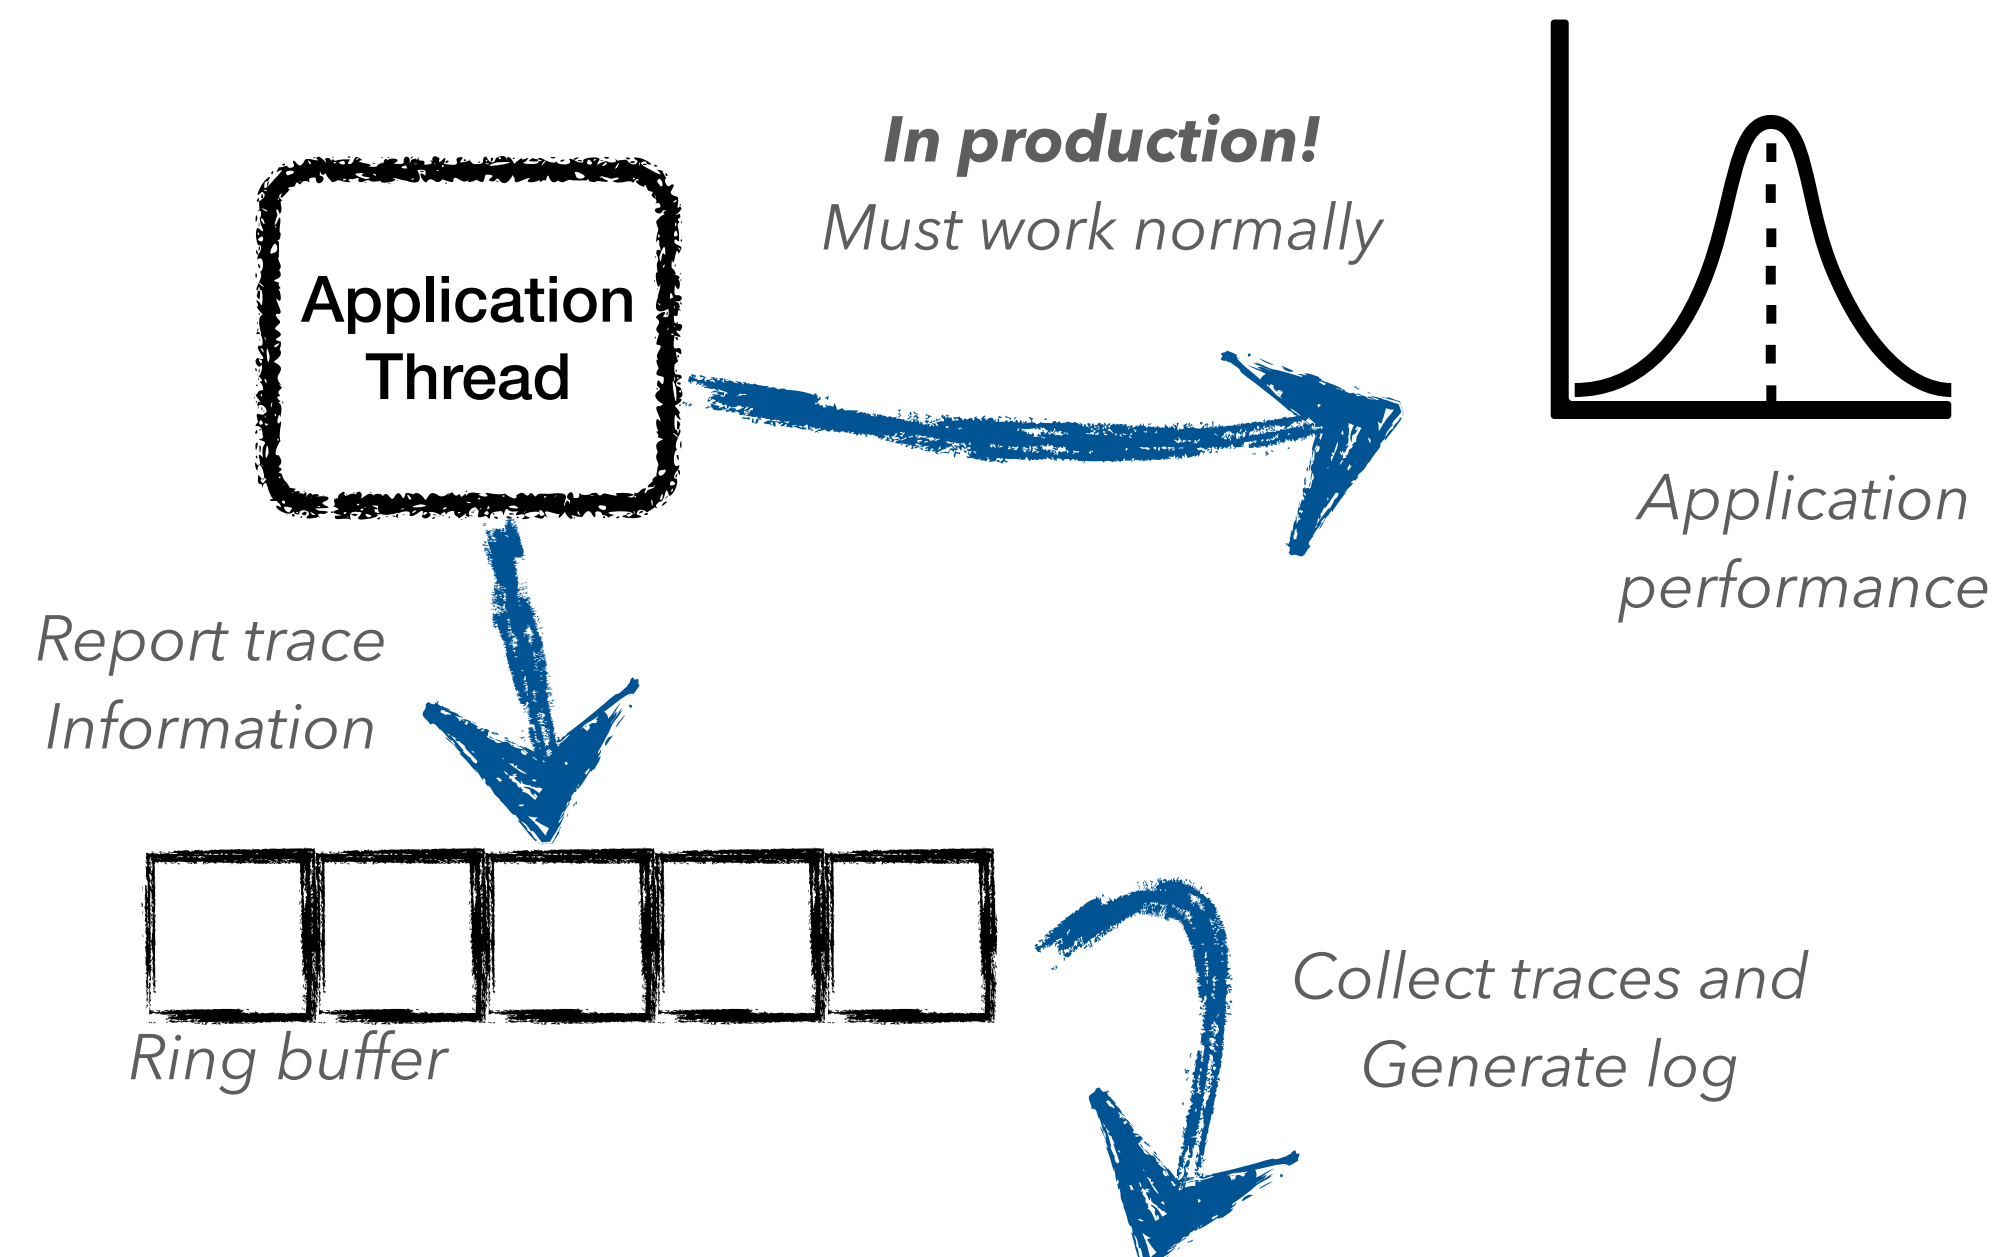 In production!
Must work normally
Application
Thread
Application
performance
Report trace
Information
Ring buffer
Collect traces and
Generate log